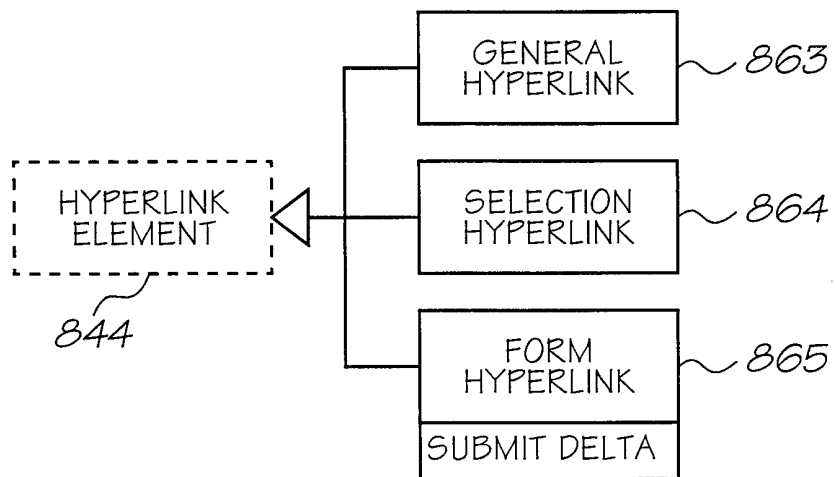 GENERAL
HYPERLINK
863
HYPERLINK
ELEMENT
844
SELECTION
HYPERLINK
864
FORM
HYPERLINK
865
SUBMIT DELTA